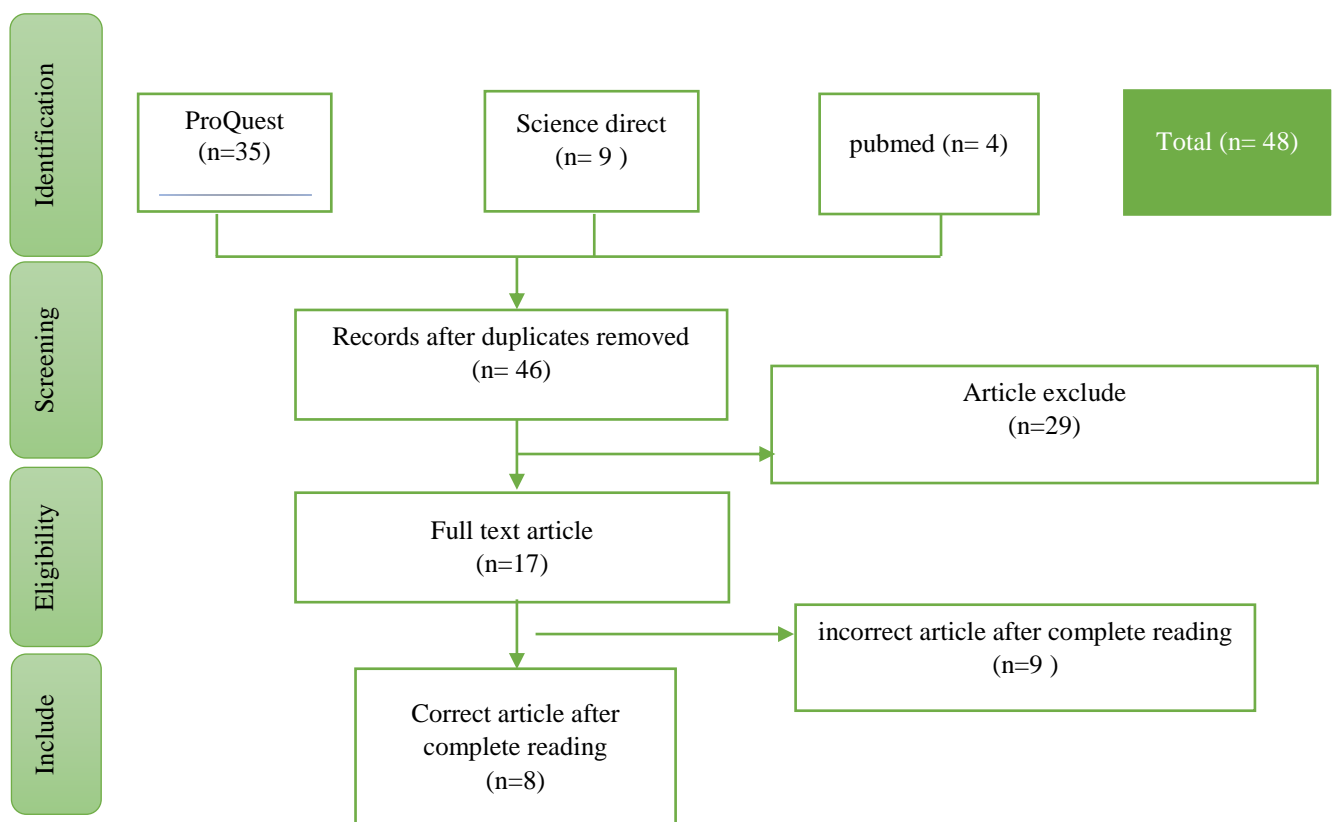 Identification
ProQuest
(n=35)
Science direct
(n= 9 )
pubmed (n= 4)
Total (n= 48)
Screening
Records after duplicates removed
(n= 46)
Article exclude
(n=29)
Eligibility
Full text article
(n=17)
incorrect article after complete reading
(n=9 )
Include
Correct article after
complete reading
(n=8)